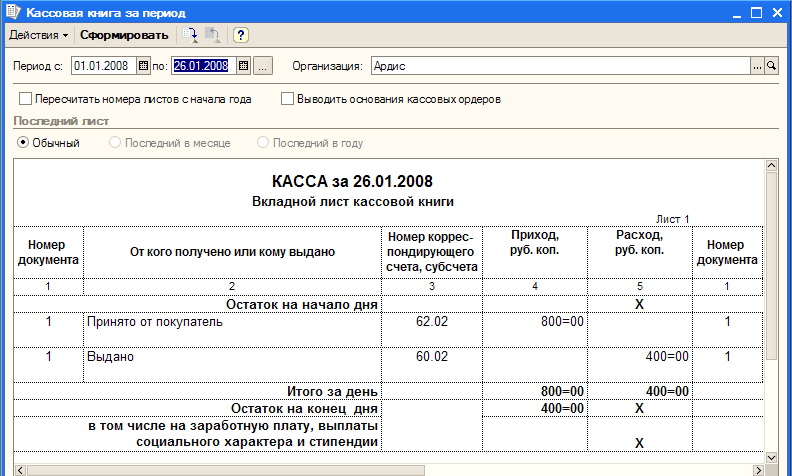 Кассовая книга за период
Действия Сформировать ?
Период с: 01.01.2008 по: 26.01.2008 ... Организация: Ардис ...
Пересчитать номера листов с начала года Выводить основания кассовых ордеров
Последний лист
Обычный Последний в месяце Последний в году
КАССА за 26.01.2008
Вкладной лист кассовой книги
Лист 1
Номер документа От кого получено или кому выдано Номер коррес-пондирующего счета, субсчета Приход, руб. коп. Расход, руб. коп. Номер документа
1 2 3 4 5 1
Остаток на начало дня X
1 Принято от покупатель 62.02 800=00 1
1 Выдано 60.02 400=00 1
Итого за день 800=00 400=00
Остаток на конец дня 400=00 X
в том числе на заработную плату, выплаты
социального характера и стипендии X